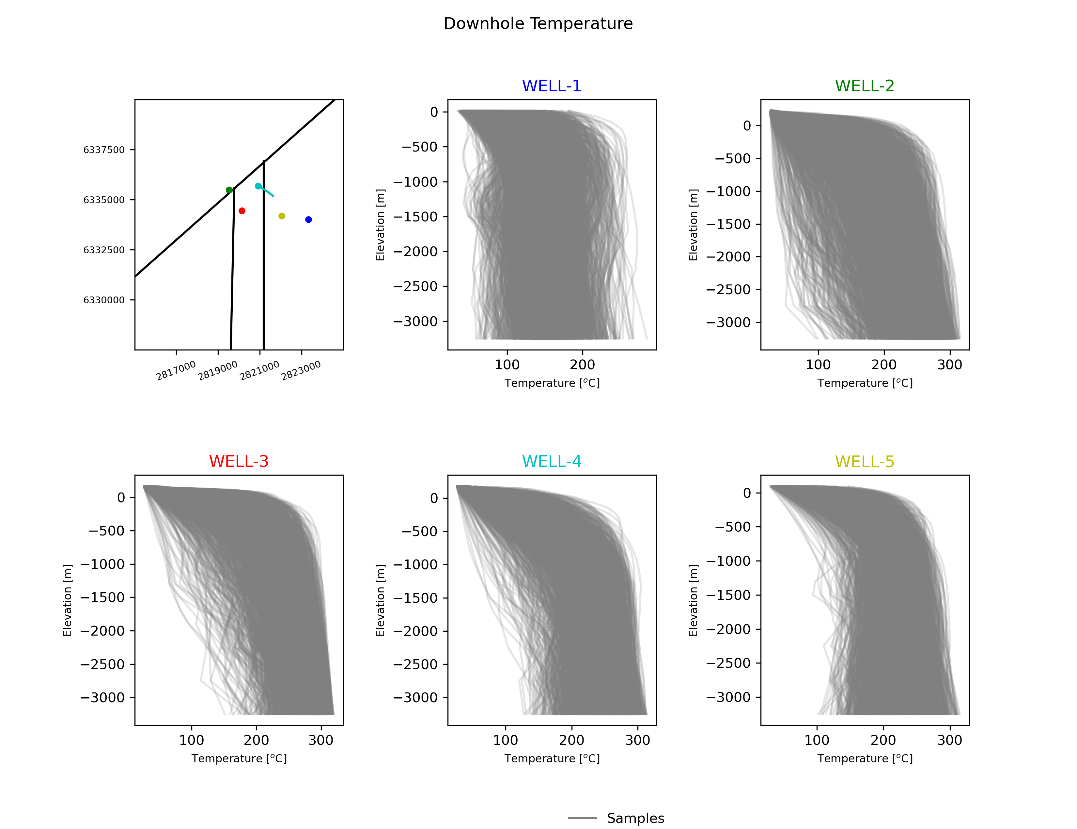 Downhole Temperature
6337500
6335000
6332500
6330000
2817000 2819000 2821000 2823000
WELL-1
Elevation [m]
0
−500
−1000
−1500
−2000
−2500
−3000
100 200
Temperature [°C]
WELL-2
Elevation [m]
0
−500
−1000
−1500
−2000
−2500
−3000
100 200 300
Temperature [°C]
WELL-3
Elevation [m]
0
−500
−1000
−1500
−2000
−2500
−3000
100 200 300
Temperature [°C]
WELL-4
Elevation [m]
0
−500
−1000
−1500
−2000
−2500
−3000
100 200 300
Temperature [°C]
WELL-5
Elevation [m]
0
−500
−1000
−1500
−2000
−2500
−3000
100 200 300
Temperature [°C]
Samples